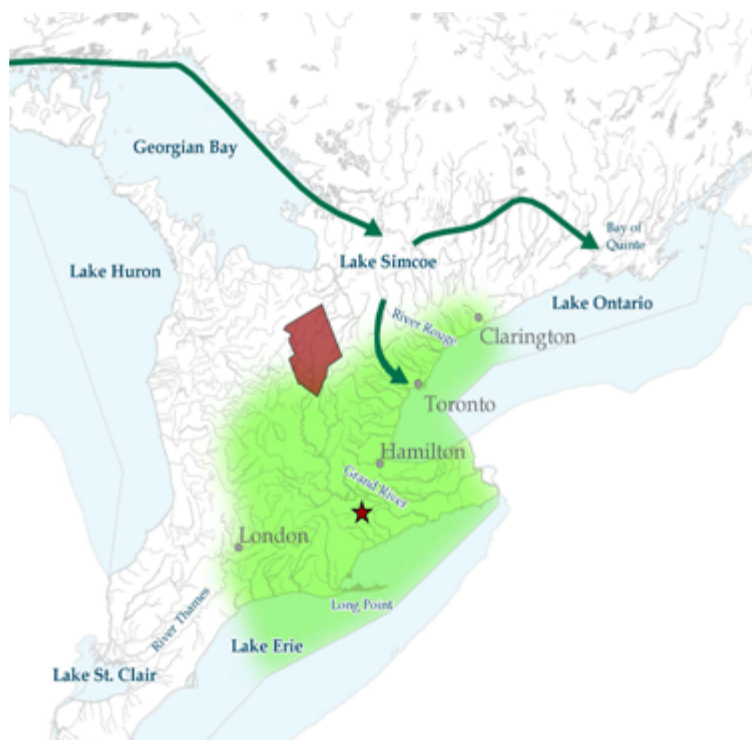 Georgian Bay
Bay of
Quinte
Lake Simcoe
Lake Huron
Lake Ontario
River Rouge
Clarington
Toronto
Hamilton
Grand River
London
Long Point
River Thames
Lake Erie
Lake St. Clair